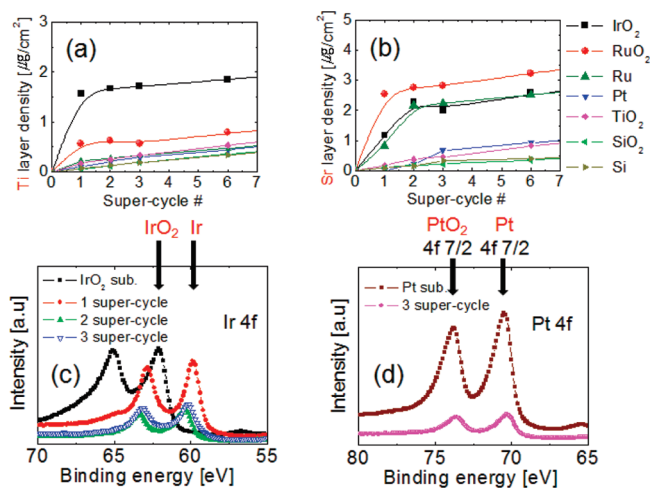 (a)
Ti layer density [µg/cm²]
3
2
1
0
0 1 2 3 4 5 6 7
Super-cycle #
(b)
Sr layer density [µg/cm²]
5
4
3
2
1
0
0 1 2 3 4 5 6 7
Super-cycle #
IrO₂
RuO₂
Ru
Pt
TiO₂
SiO₂
Si
IrO₂ Ir
IrO₂ sub.
1 super-cycle
2 super-cycle
3 super-cycle
Ir 4f
(c)
Intensity [a.u]
70 65 60 55
Binding energy [eV]
PtO₂ Pt
4f 7/2 4f 7/2
Pt sub.
3 super-cycle
Pt 4f
(d)
Intensity [a.u]
80 75 70 65
Binding energy [eV]